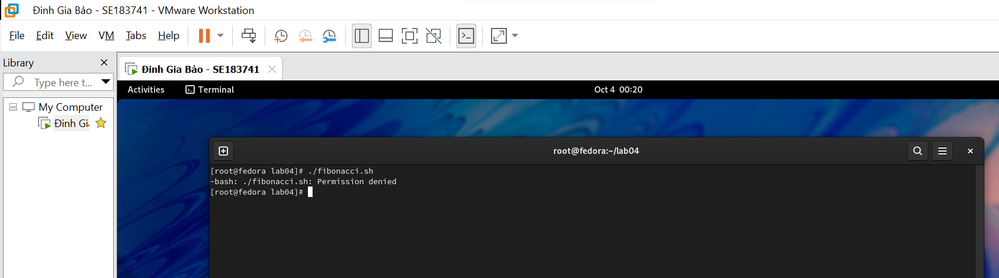 Đinh Gia Bảo - SE183741 - VMware Workstation
File Edit View VM Tabs Help
Library
Type here t...
My Computer
Đinh Gia
Đinh Gia Bảo - SE183741
Activities Terminal Oct 4 00:20
root@fedora:~/lab04
[root@fedora lab04]# ./fibonacci.sh
-bash: ./fibonacci.sh: Permission denied
[root@fedora lab04]#